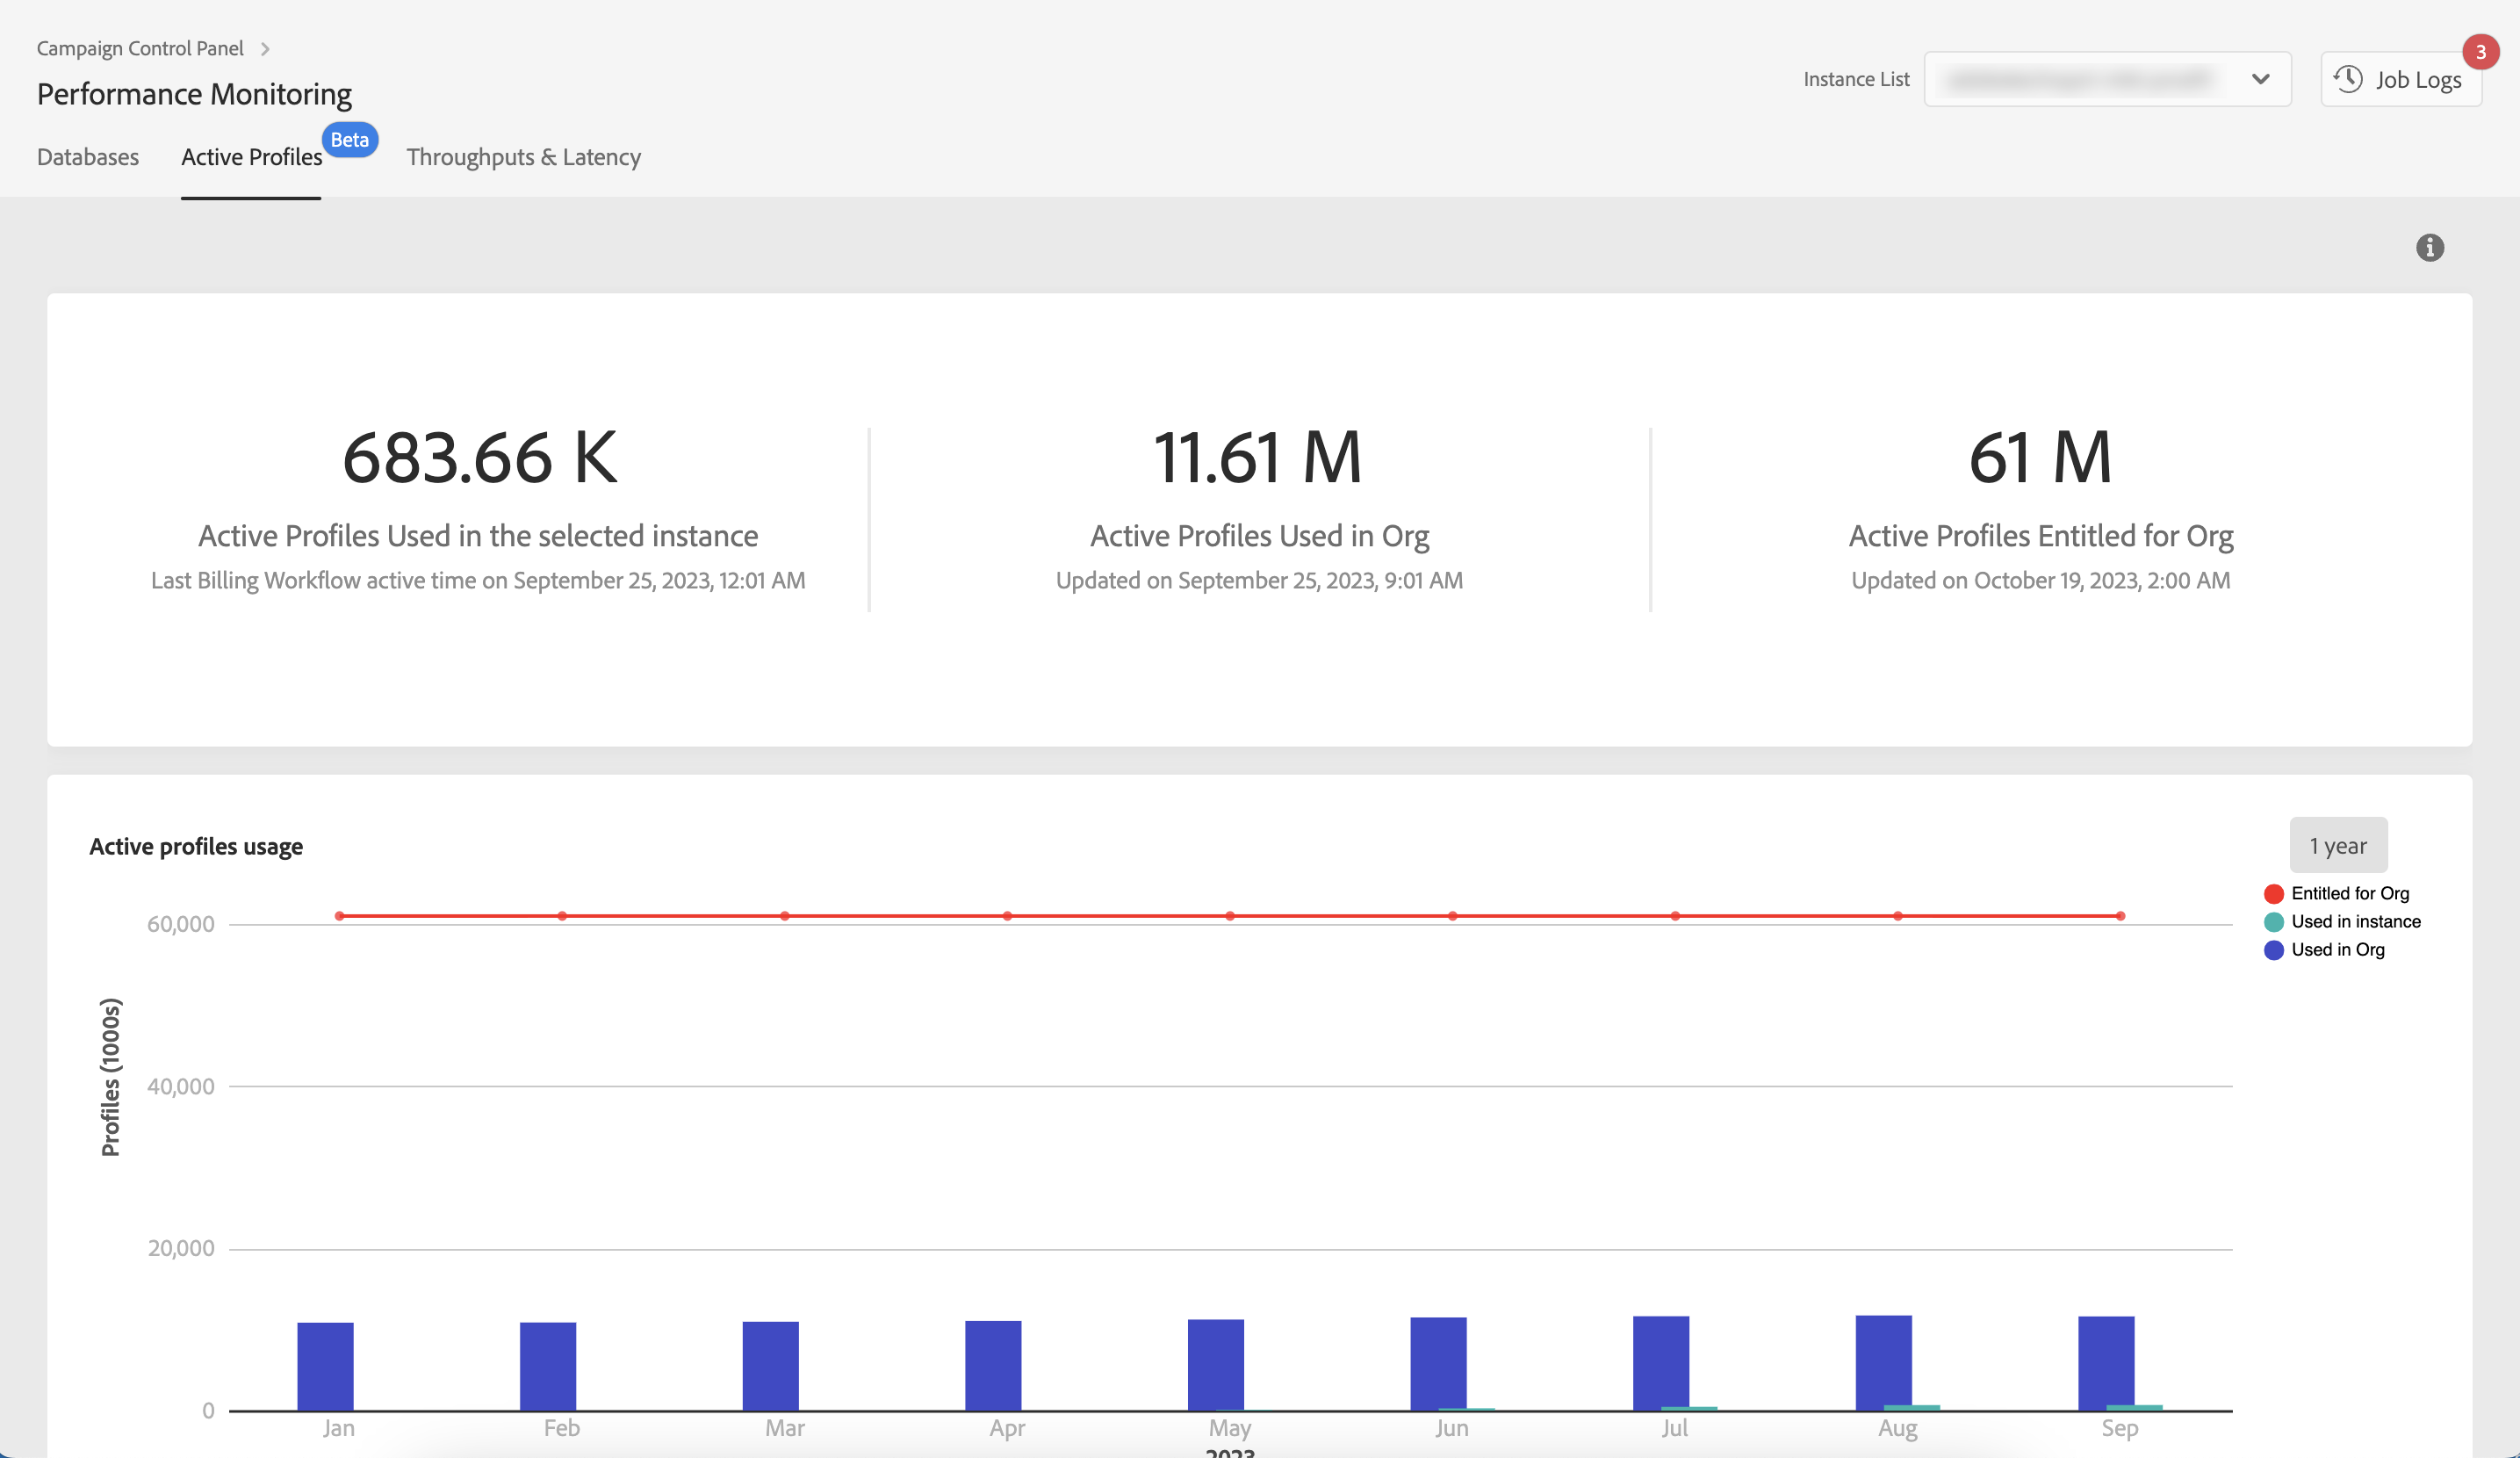 Campaign Control Panel
Performance Monitoring
Instance List
Job Logs
3
Databases
Active Profiles
Beta
Throughputs & Latency
683.66 K
Active Profiles Used in the selected instance
Last Billing Workflow active time on September 25, 2023, 12:01 AM
11.61 M
Active Profiles Used in Org
Updated on September 25, 2023, 9:01 AM
61 M
Active Profiles Entitled for Org
Updated on October 19, 2023, 2:00 AM
Active profiles usage
1 year
Entitled for Org
Used in instance
Used in Org
Profiles (1000s)
60,000
40,000
20,000
0
Jan
Feb
Mar
Apr
May
Jun
Jul
Aug
Sep
2023